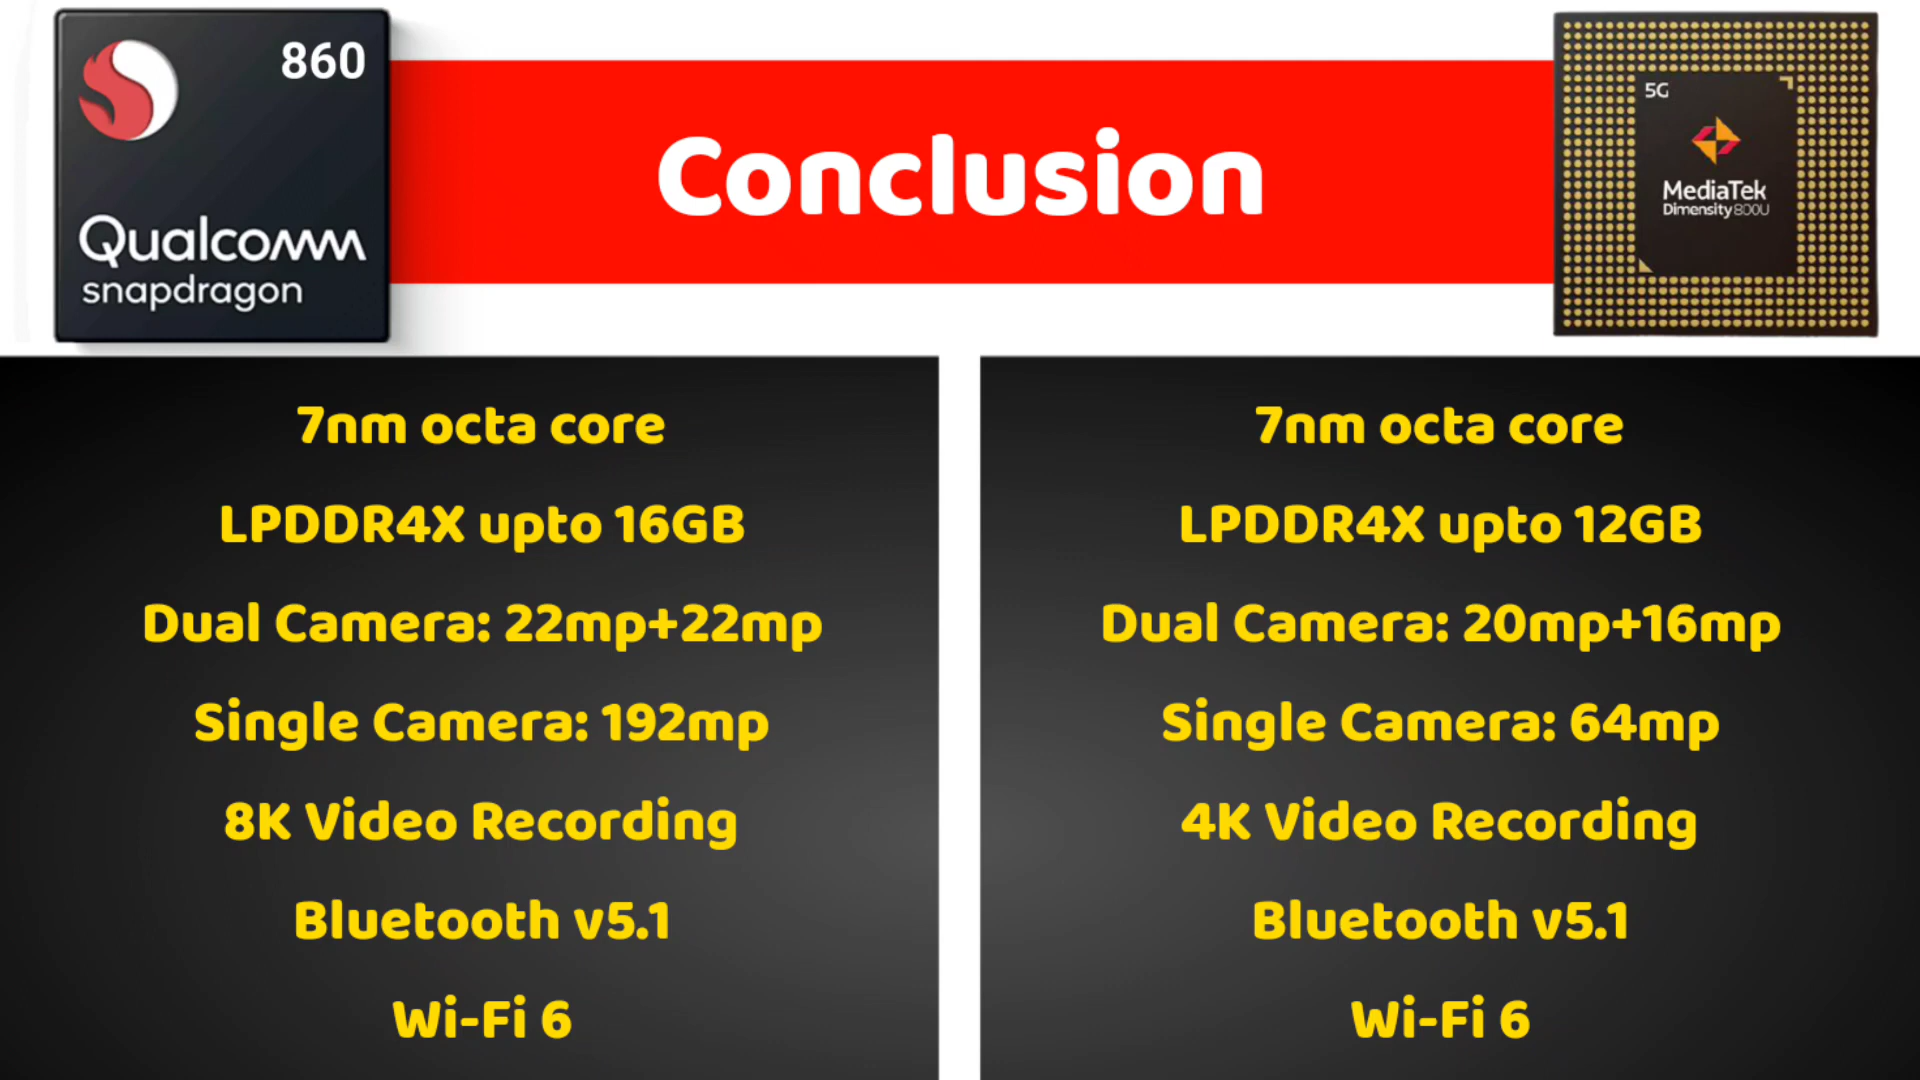 860
Qualcomm
snapdragon
Conclusion
5G
MediaTek
Dimensity 800U
7nm octa core
LPDDR4X upto 16GB
Dual Camera: 22mp+22mp
Single Camera: 192mp
8K Video Recording
Bluetooth v5.1
Wi-Fi 6
7nm octa core
LPDDR4X upto 12GB
Dual Camera: 20mp+16mp
Single Camera: 64mp
4K Video Recording
Bluetooth v5.1
Wi-Fi 6